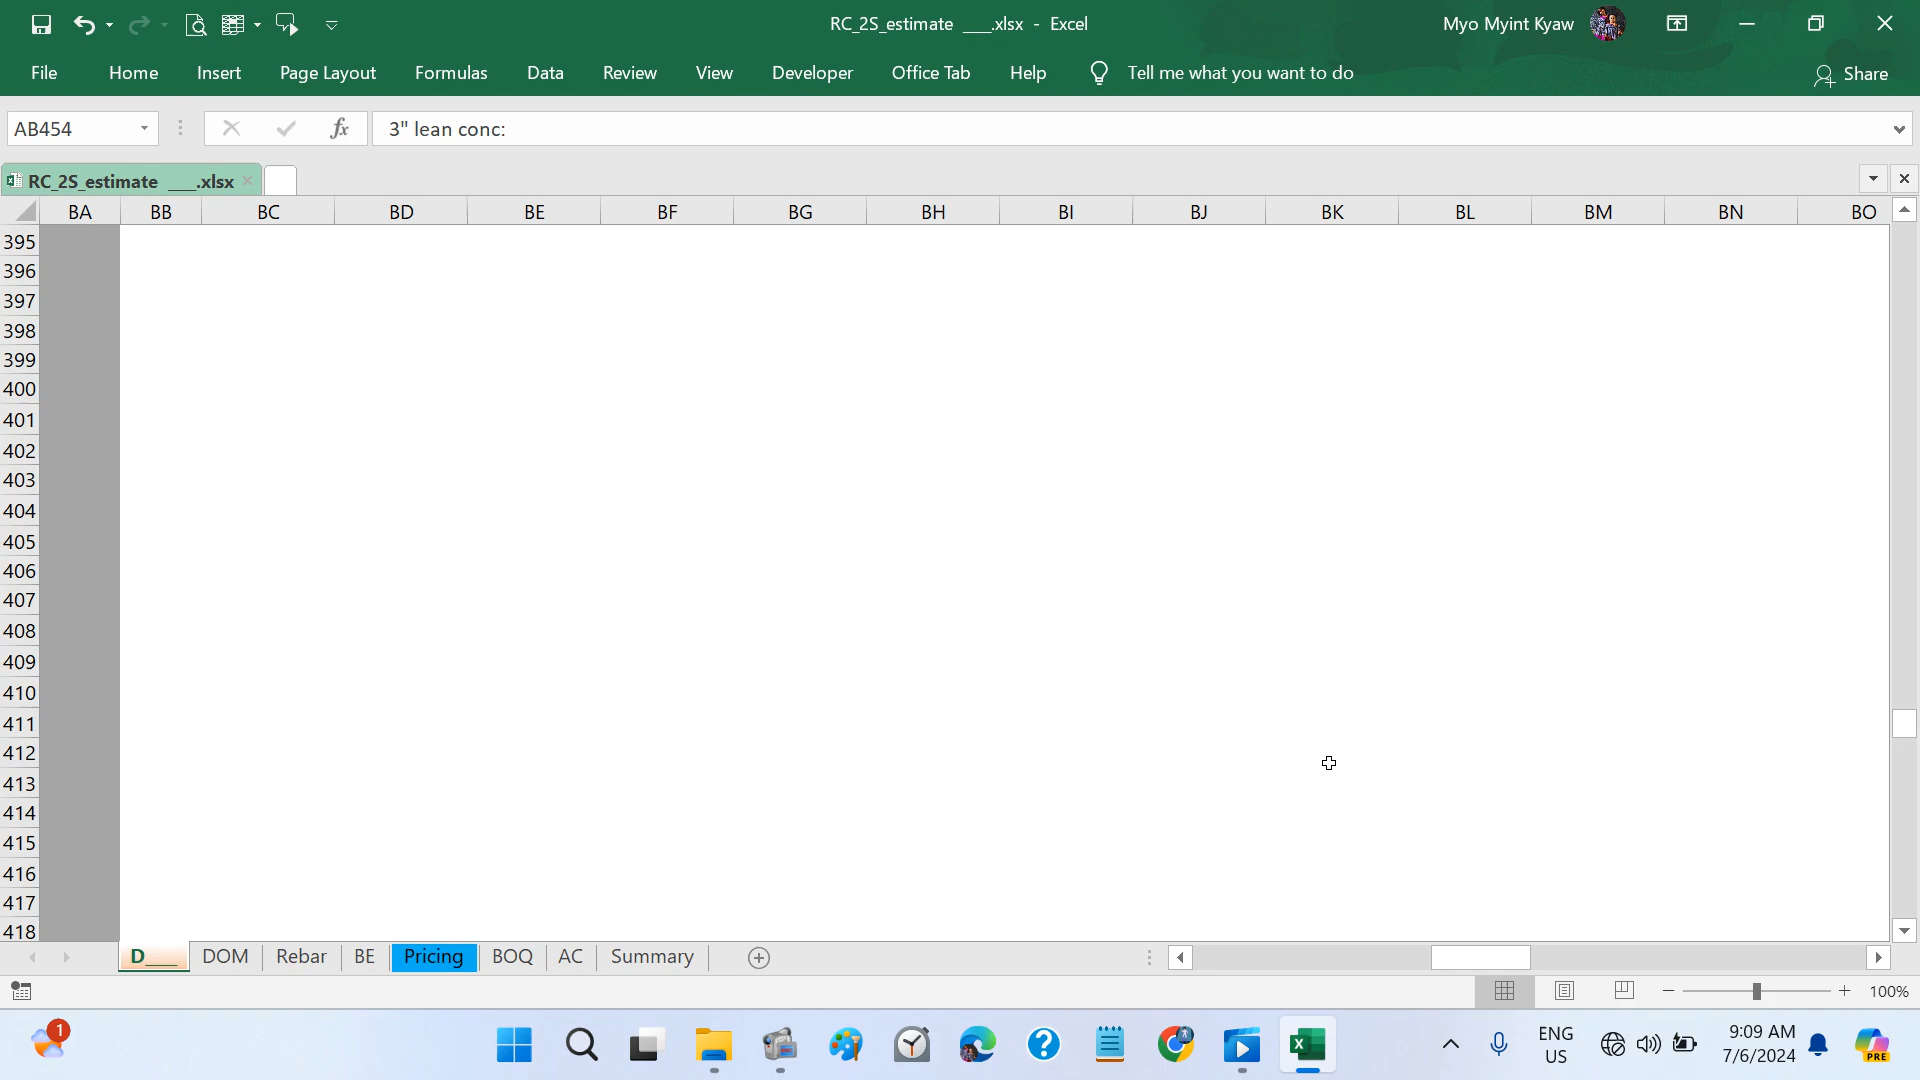 RC_2S_estimate ___.xlsx - Excel
Myo Myint Kyaw
File Home Insert Page Layout Formulas Data Review View Developer Office Tab Help Tell me what you want to do Share
AB454 fx 3" lean conc:
RC_2S_estimate ___.xlsx
BA BB BC BD BE BF BG BH BI BJ BK BL BM BN BO
395
396
397
398
399
400
401
402
403
404
405
406
407
408
409
410
411
412
413
414
415
416
417
418
D___ DOM Rebar BE Pricing BOQ AC Summary
100%
1
ENG
US
9:09 AM
7/6/2024
PRE